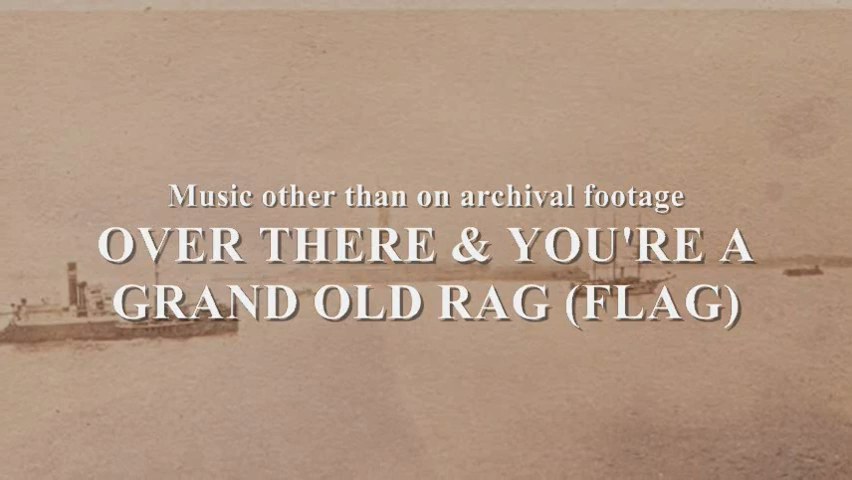 Music other than on archival footage
OVER THERE & YOU'RE A
GRAND OLD RAG (FLAG)